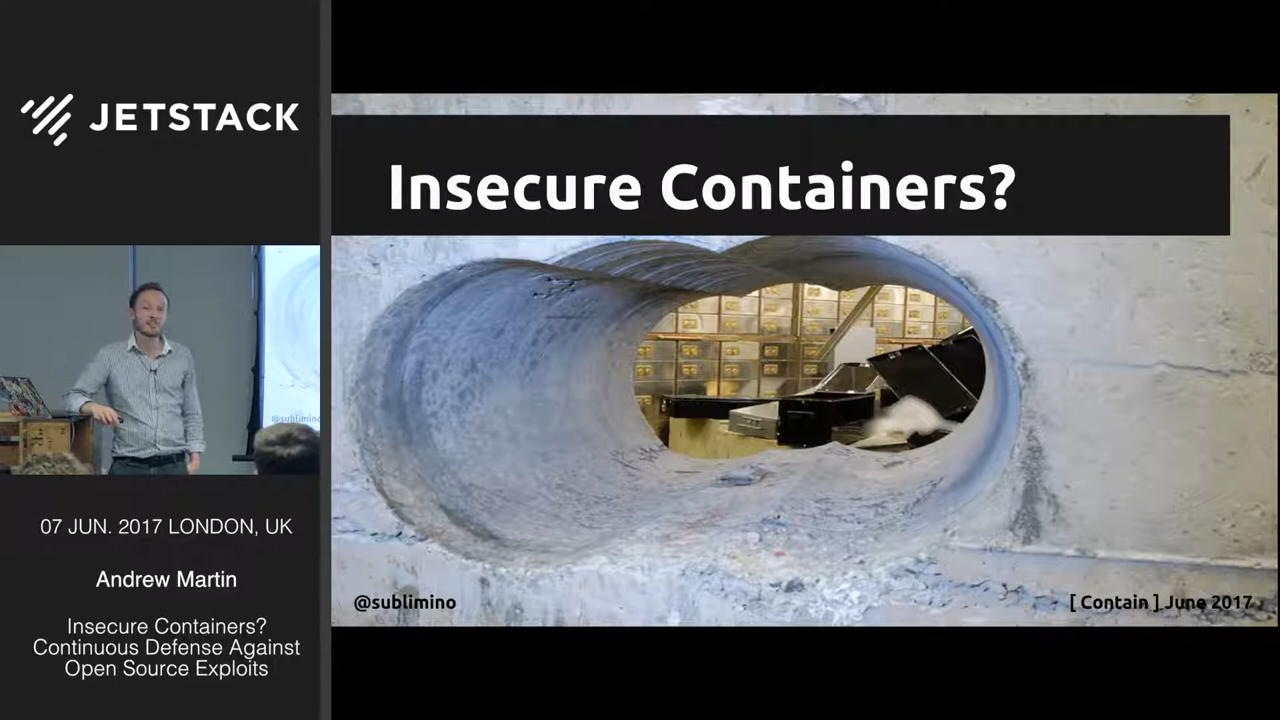 JETSTACK
Insecure Containers?
@sublimino
@sublimino
[ Contain ] June 2017
07 JUN. 2017 LONDON, UK
Andrew Martin
Insecure Containers?
Continuous Defense Against
Open Source Exploits